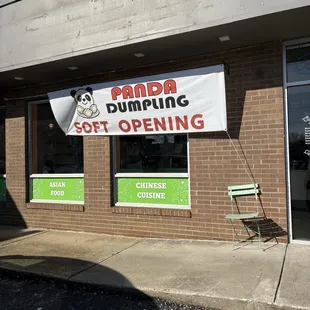 PANDA
DUMPLING
SOFT OPENING
ASIAN
FOOD
CHINESE
CUISINE